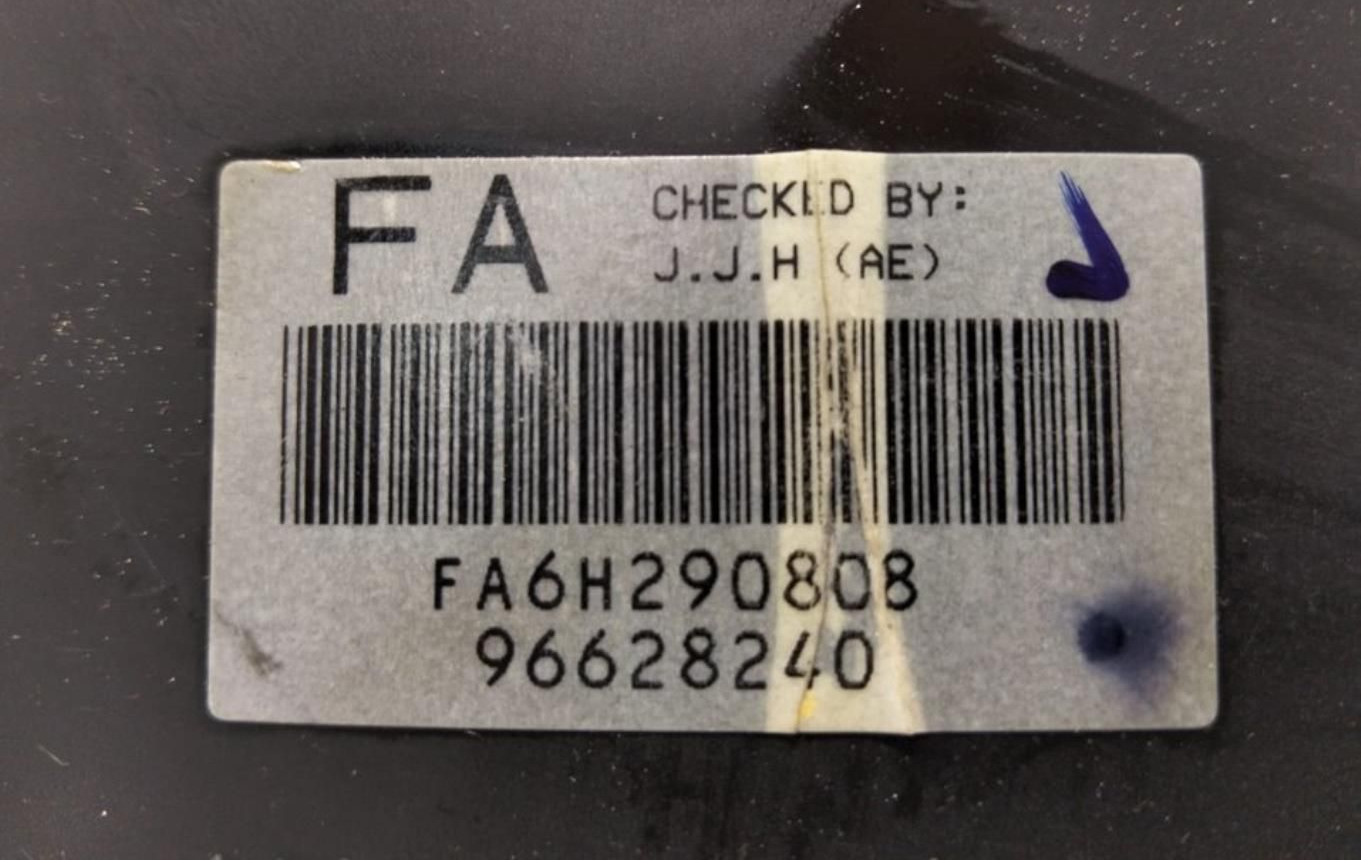 FA
CHECKED BY:
J.J.H (AE)
FA6H290808
96628240